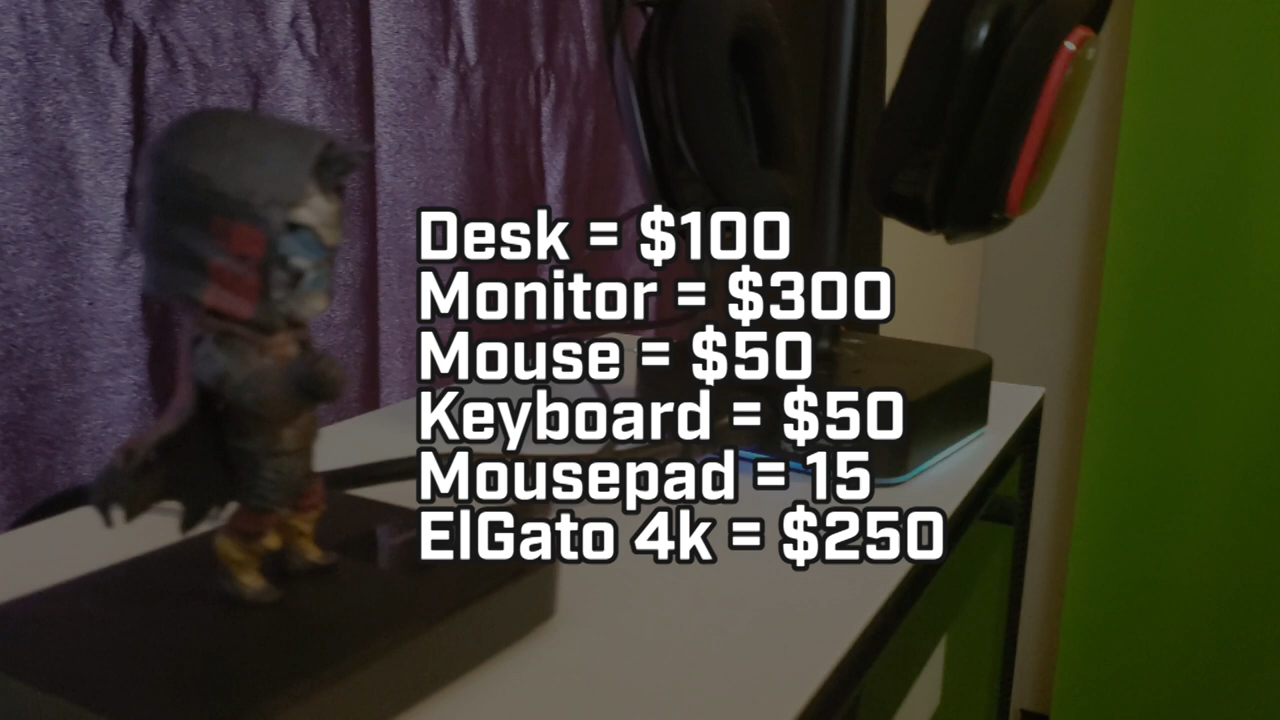 Desk = $100
Monitor = $300
Mouse = $50
Keyboard = $50
Mousepad = 15
ElGato 4k = $250